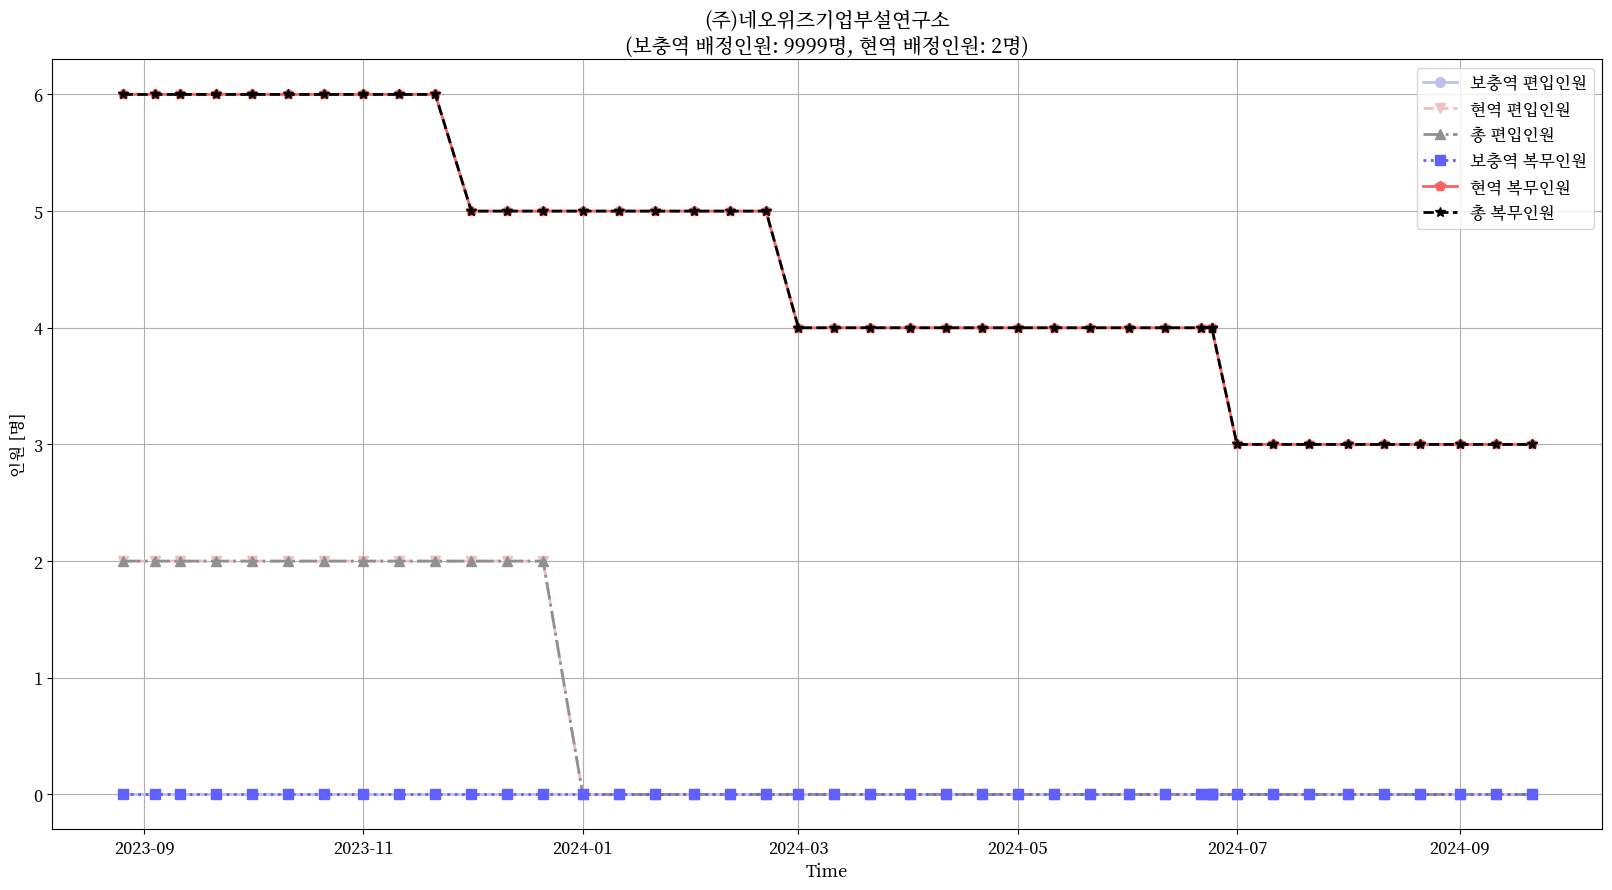 (주)네오위즈기업부설연구소
(보충역 배정인원: 9999명, 현역 배정인원: 2명)
보충역 편입인원
현역 편입인원
총 편입인원
보충역 복무인원
현역 복무인원
총 복무인원
인원 [명]
6
5
4
3
2
1
0
2023-09
2023-11
2024-01
2024-03
2024-05
2024-07
2024-09
Time